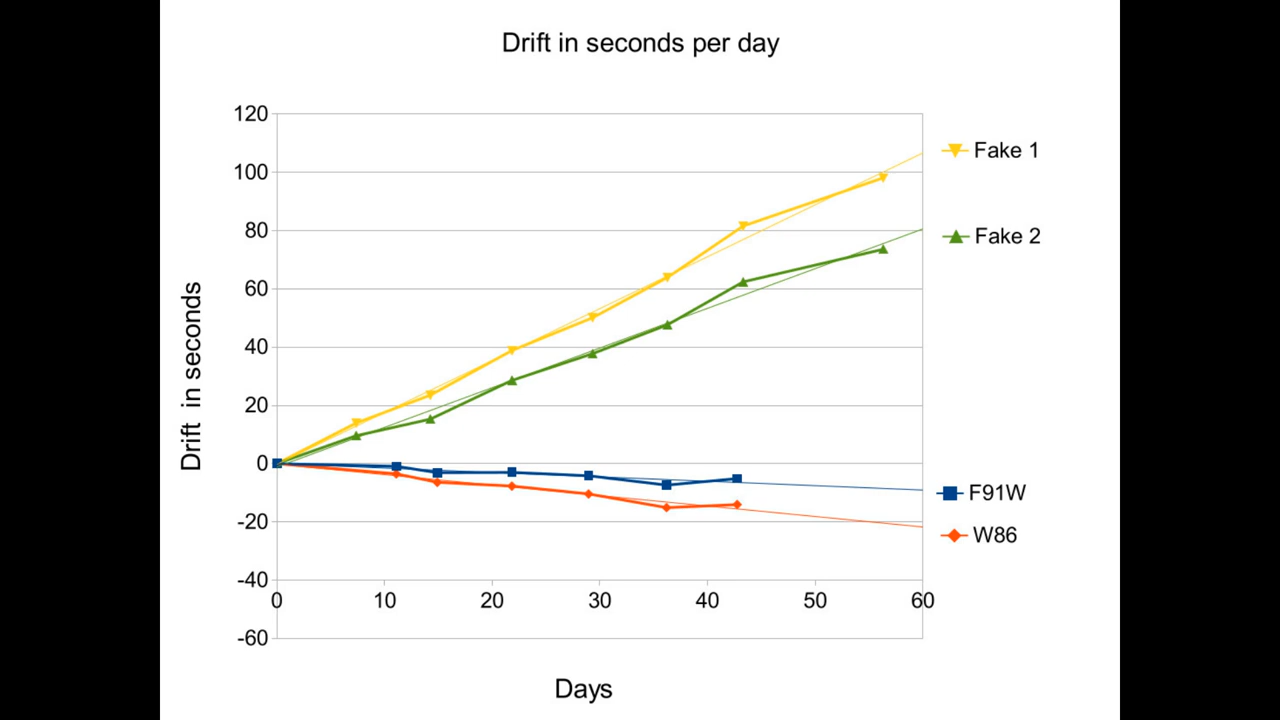 Drift in seconds per day
120
100
80
60
40
20
0
-20
-40
-60
0 10 20 30 40 50 60
Drift in seconds
Days
Fake 1
Fake 2
F91W
W86